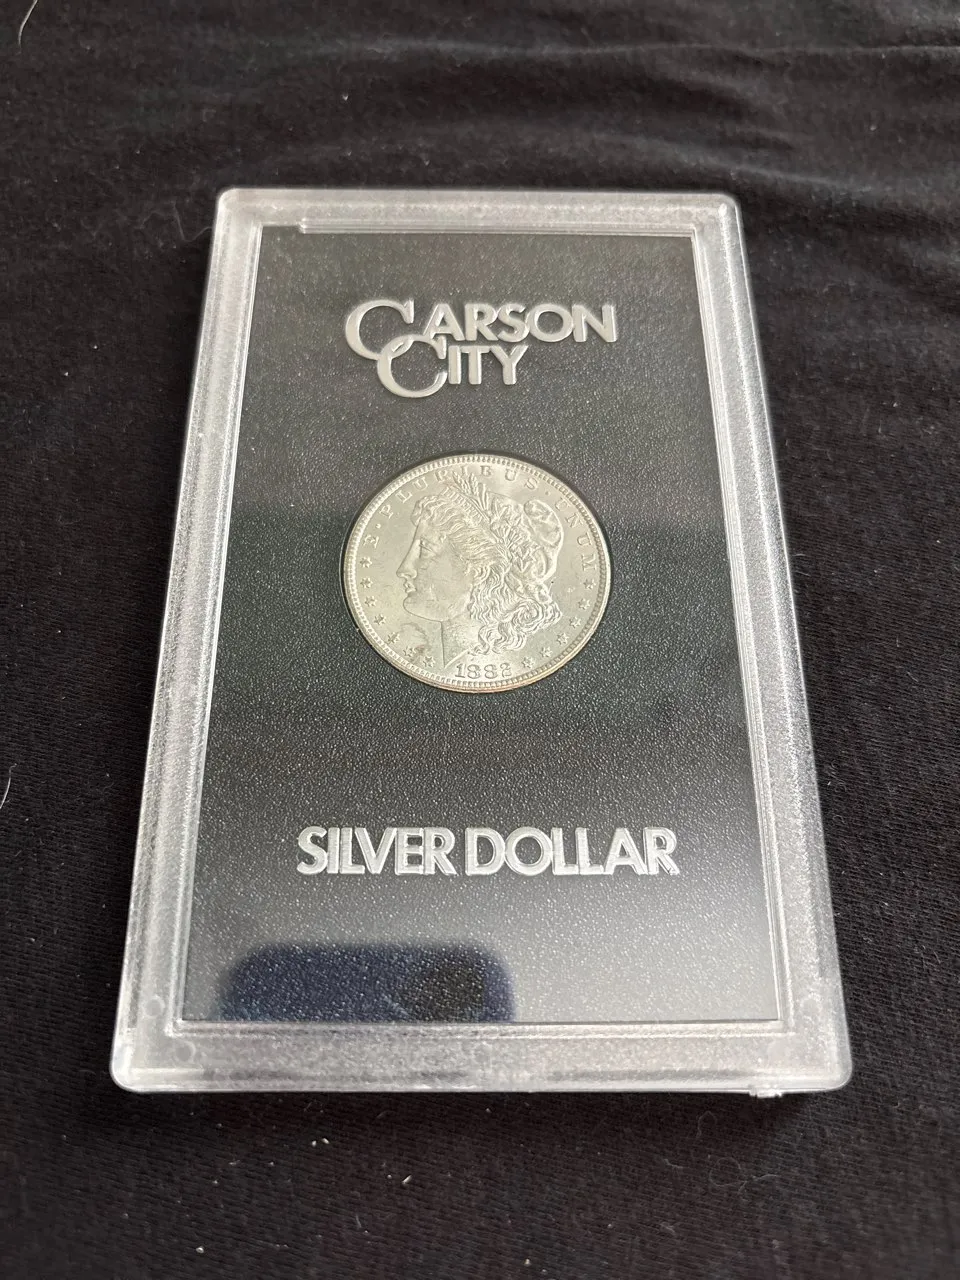 CARSON
CITY
E·PLURIBUS·UNUM
1882
SILVER DOLLAR